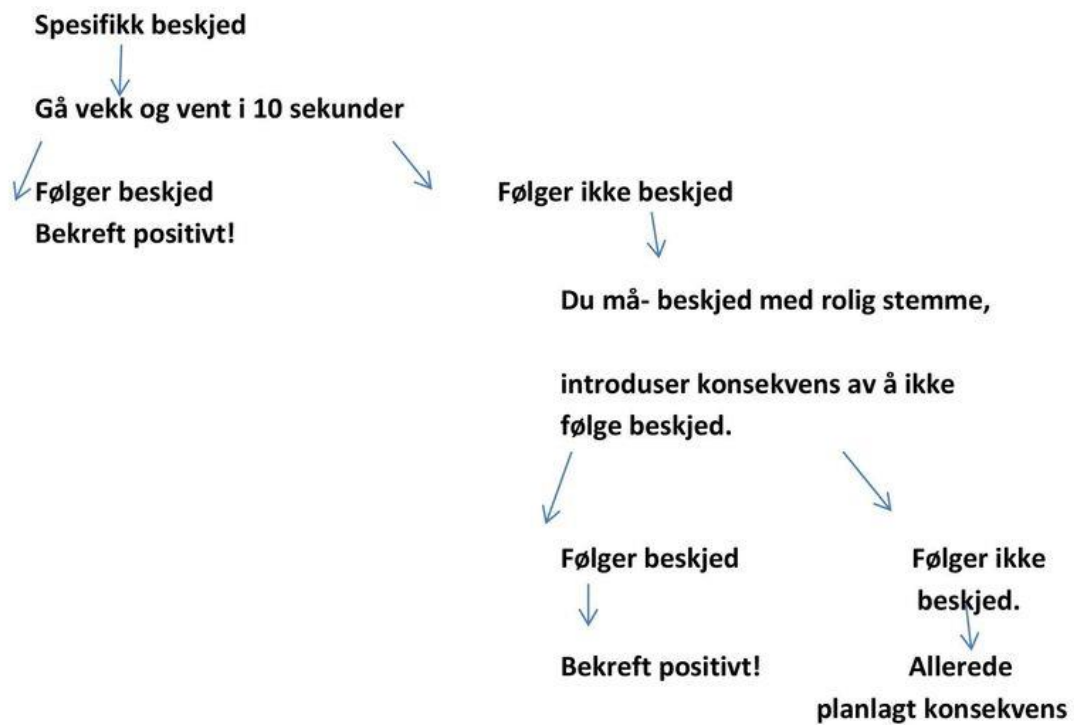 Spesifikk beskjed
Gå vekk og vent i 10 sekunder
Følger beskjed
Bekreft positivt!
Følger ikke beskjed
Du må- beskjed med rolig stemme,
introduser konsekvens av å ikke
følge beskjed.
Følger beskjed
Bekreft positivt!
Følger ikke
beskjed.
Allerede
planlagt konsekvens